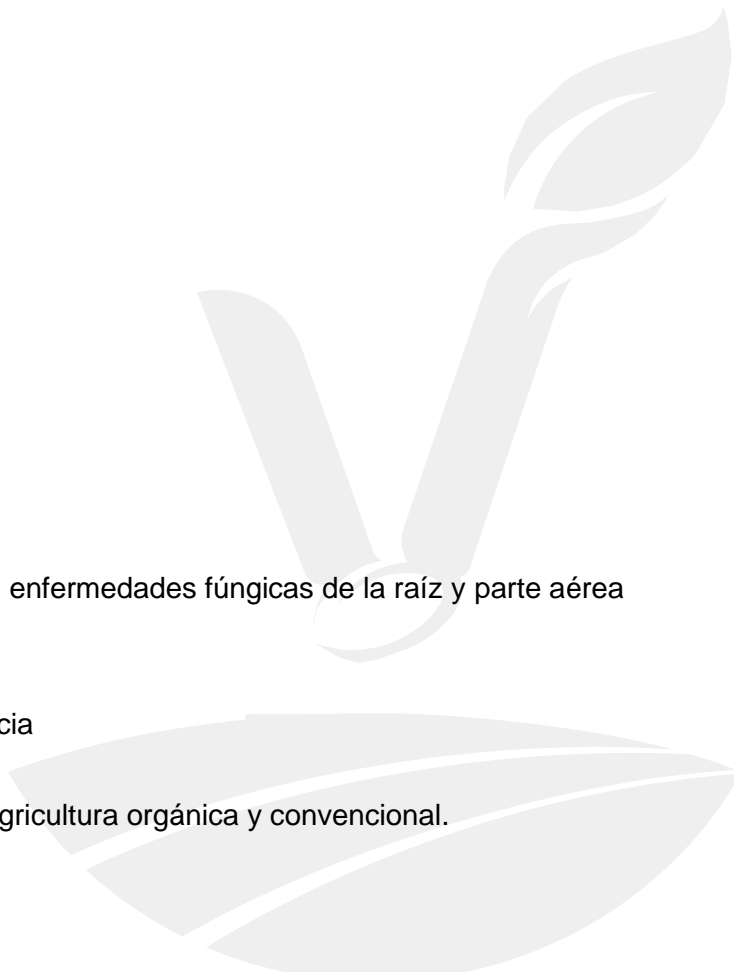 enfermedades fúngicas de la raíz y parte aérea
cia
gricultura orgánica y convencional.